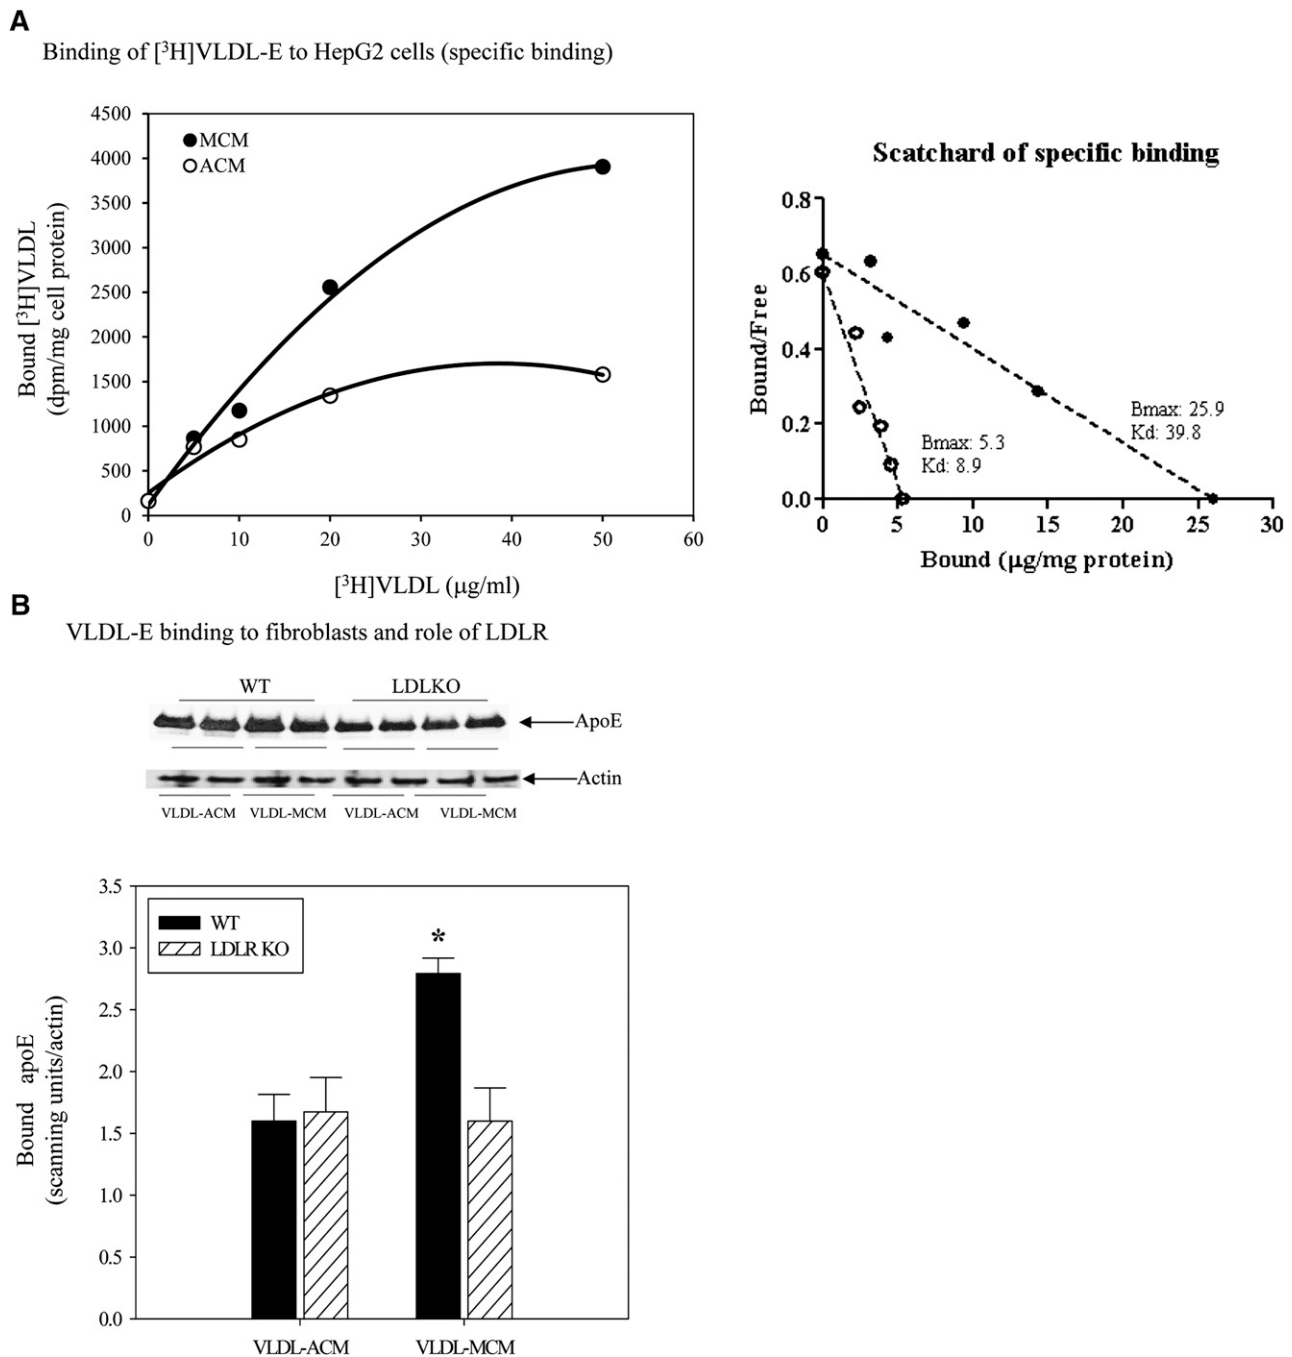 A
Binding of [³H]VLDL-E to HepG2 cells (specific binding)
4500
4000
3500
3000
2500
2000
1500
1000
500
0
MCM
ACM
Bound [³H]VLDL
(dpm/mg cell protein)
0 10 20 30 40 50 60
[³H]VLDL (µg/ml)
Scatchard of specific binding
0.8
0.6
0.4
0.2
0.0
Bound/Free
Bmax: 25.9
Kd: 39.8
Bmax: 5.3
Kd: 8.9
0 5 10 15 20 25 30
Bound (µg/mg protein)
B
VLDL-E binding to fibroblasts and role of LDLR
WT LDLKO
ApoE
Actin
VLDL-ACM VLDL-MCM VLDL-ACM VLDL-MCM
3.5
3.0
2.5
2.0
1.5
1.0
0.5
0.0
WT
LDLR KO
*
Bound apoE
(scanning units/actin)
VLDL-ACM VLDL-MCM